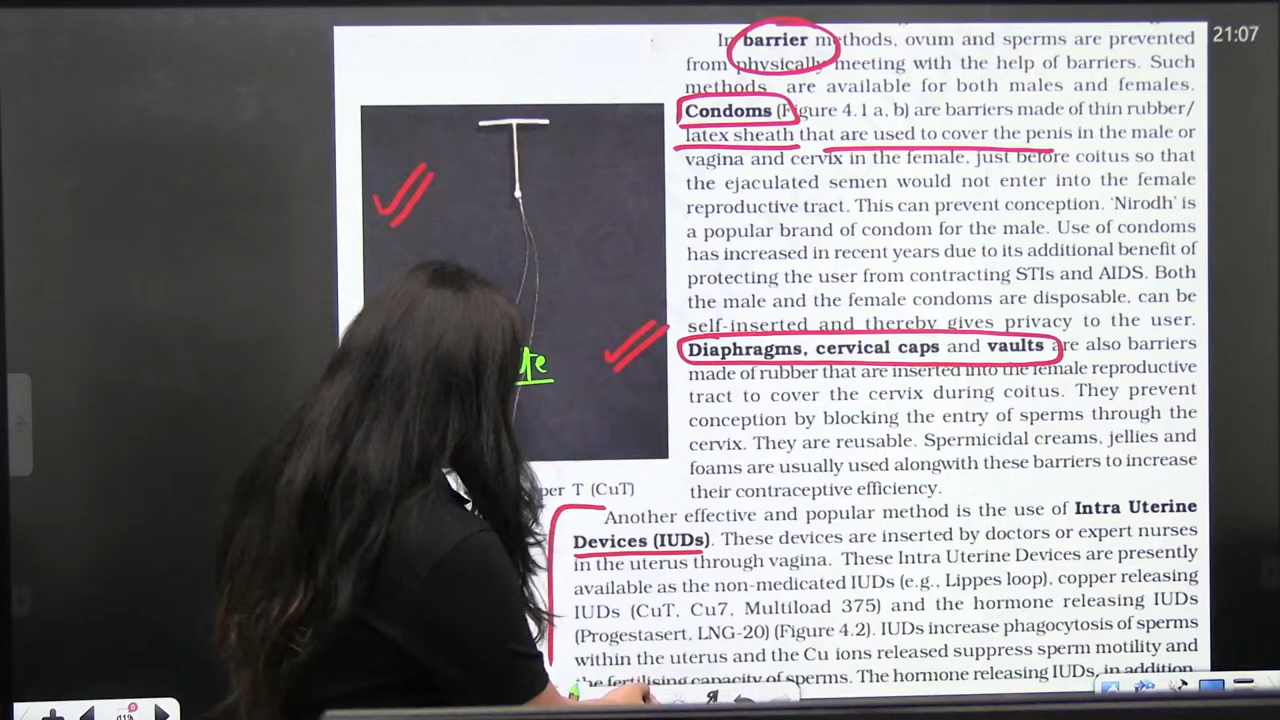 21:07
In barrier methods, ovum and sperms are prevented
from physically meeting with the help of barriers. Such
methods are available for both males and females.
Condoms (Figure 4.1 a, b) are barriers made of thin rubber/
latex sheath that are used to cover the penis in the male or
vagina and cervix in the female, just before coitus so that
the ejaculated semen would not enter into the female
reproductive tract. This can prevent conception. ‘Nirodh’ is
a popular brand of condom for the male. Use of condoms
has increased in recent years due to its additional benefit of
protecting the user from contracting STIs and AIDS. Both
the male and the female condoms are disposable, can be
self-inserted and thereby gives privacy to the user.
Diaphragms, cervical caps and vaults are also barriers
made of rubber that are inserted into the female reproductive
tract to cover the cervix during coitus. They prevent
conception by blocking the entry of sperms through the
cervix. They are reusable. Spermicidal creams, jellies and
foams are usually used alongwith these barriers to increase
their contraceptive efficiency.
T (CuT)
Another effective and popular method is the use of Intra Uterine
Devices (IUDs). These devices are inserted by doctors or expert nurses
in the uterus through vagina. These Intra Uterine Devices are presently
available as the non-medicated IUDs (e.g., Lippes loop), copper releasing
IUDs (CuT, Cu7, Multiload 375) and the hormone releasing IUDs
(Progestasert, LNG-20) (Figure 4.2). IUDs increase phagocytosis of sperms
within the uterus and the Cu ions released suppress sperm motility and
the fertilising capacity of sperms. The hormone releasing IUDs, in addition